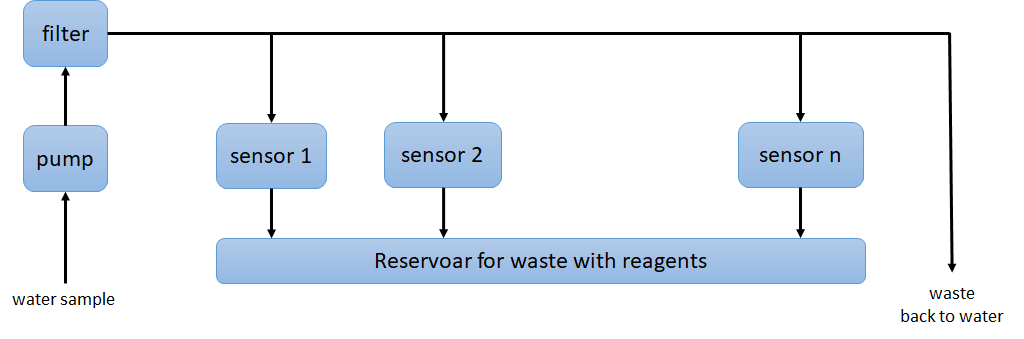 filter
pump
sensor 1
sensor 2
sensor n
Reservoar for waste with reagents
water sample
waste
back to water